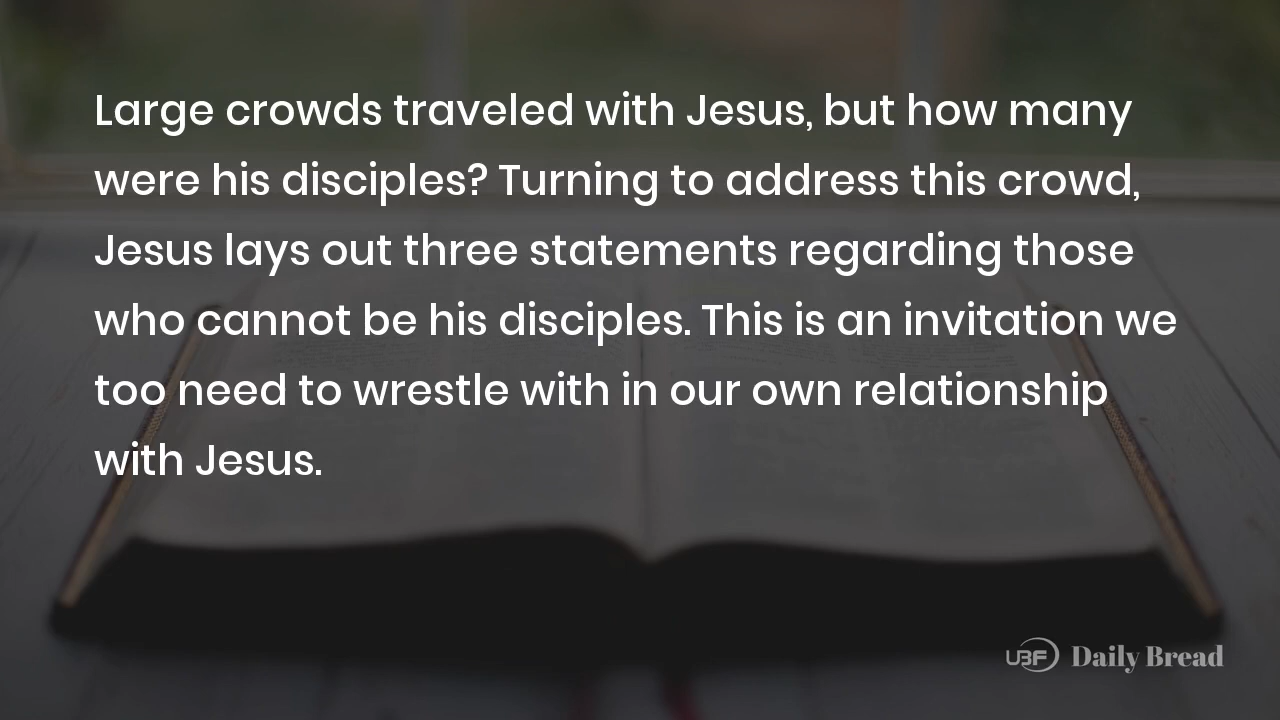 Large crowds traveled with Jesus, but how many
were his disciples? Turning to address this crowd,
Jesus lays out three statements regarding those
who cannot be his disciples. This is an invitation we
too need to wrestle with in our own relationship
with Jesus.
UBF Daily Bread